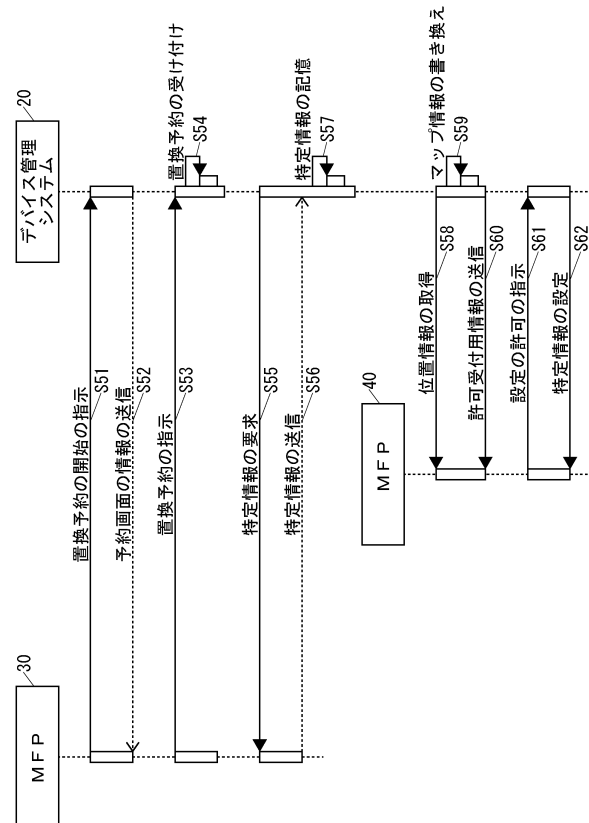 30
MFP
20
デバイス管理
システム
置換予約の開始の指示
S51
予約画面の情報の送信
S52
置換予約の指示
S53
置換予約の受け付け
S54
特定情報の要求
S55
特定情報の送信
S56
特定情報の記憶
S57
40
MFP
位置情報の取得
S58
マップ情報の書き換え
S59
許可受付用情報の送信
S60
設定の許可の指示
S61
特定情報の設定
S62